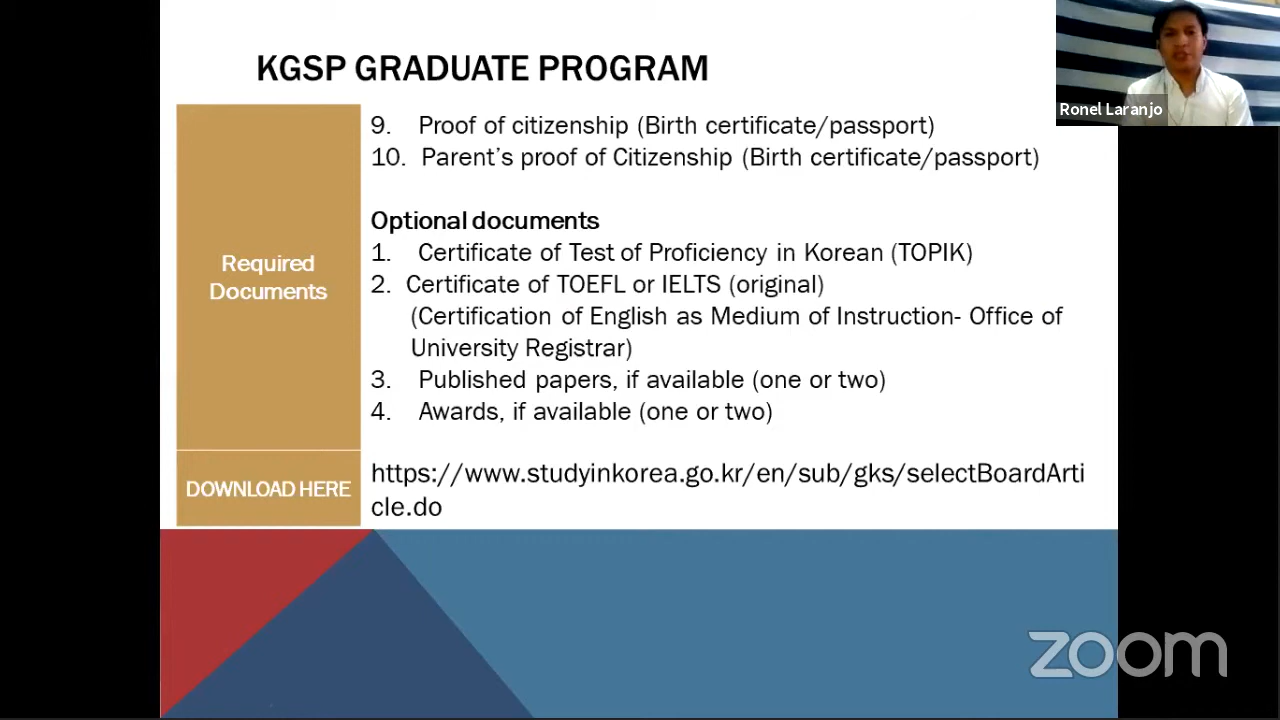 KGSP GRADUATE PROGRAM
Ronel Laranjo
9. Proof of citizenship (Birth certificate/passport)
10. Parent's proof of Citizenship (Birth certificate/passport)
Optional documents
Required
Documents
1. Certificate of Test of Proficiency in Korean (TOPIK)
2. Certificate of TOEFL or IELTS (original)
(Certification of English as Medium of Instruction- Office of
University Registrar)
3. Published papers, if available (one or two)
4. Awards, if available (one or two)
DOWNLOAD HERE
https://www.studyinkorea.go.kr/en/sub/gks/selectBoardArti
cle.do
zoom